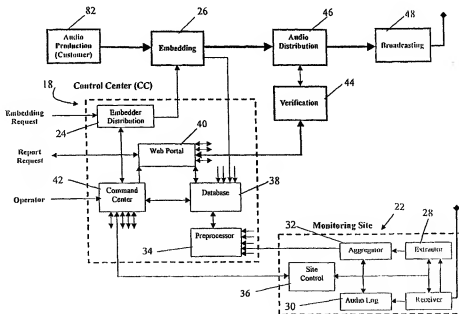 82
26
46
48
Audio
Production
(Customer)
Embedding
Audio
Distribution
Broadcasting
Control Center (CC)
18
44
Verification
Embedding
Request
Embedder
Distribution
24
40
Report
Request
Web Portal
42
Operator
Command
Center
Database
38
Monitoring Site
22
32
28
34
Preprocessor
Aggregator
Extractor
36
Site
Control
30
Audio Log
Receiver